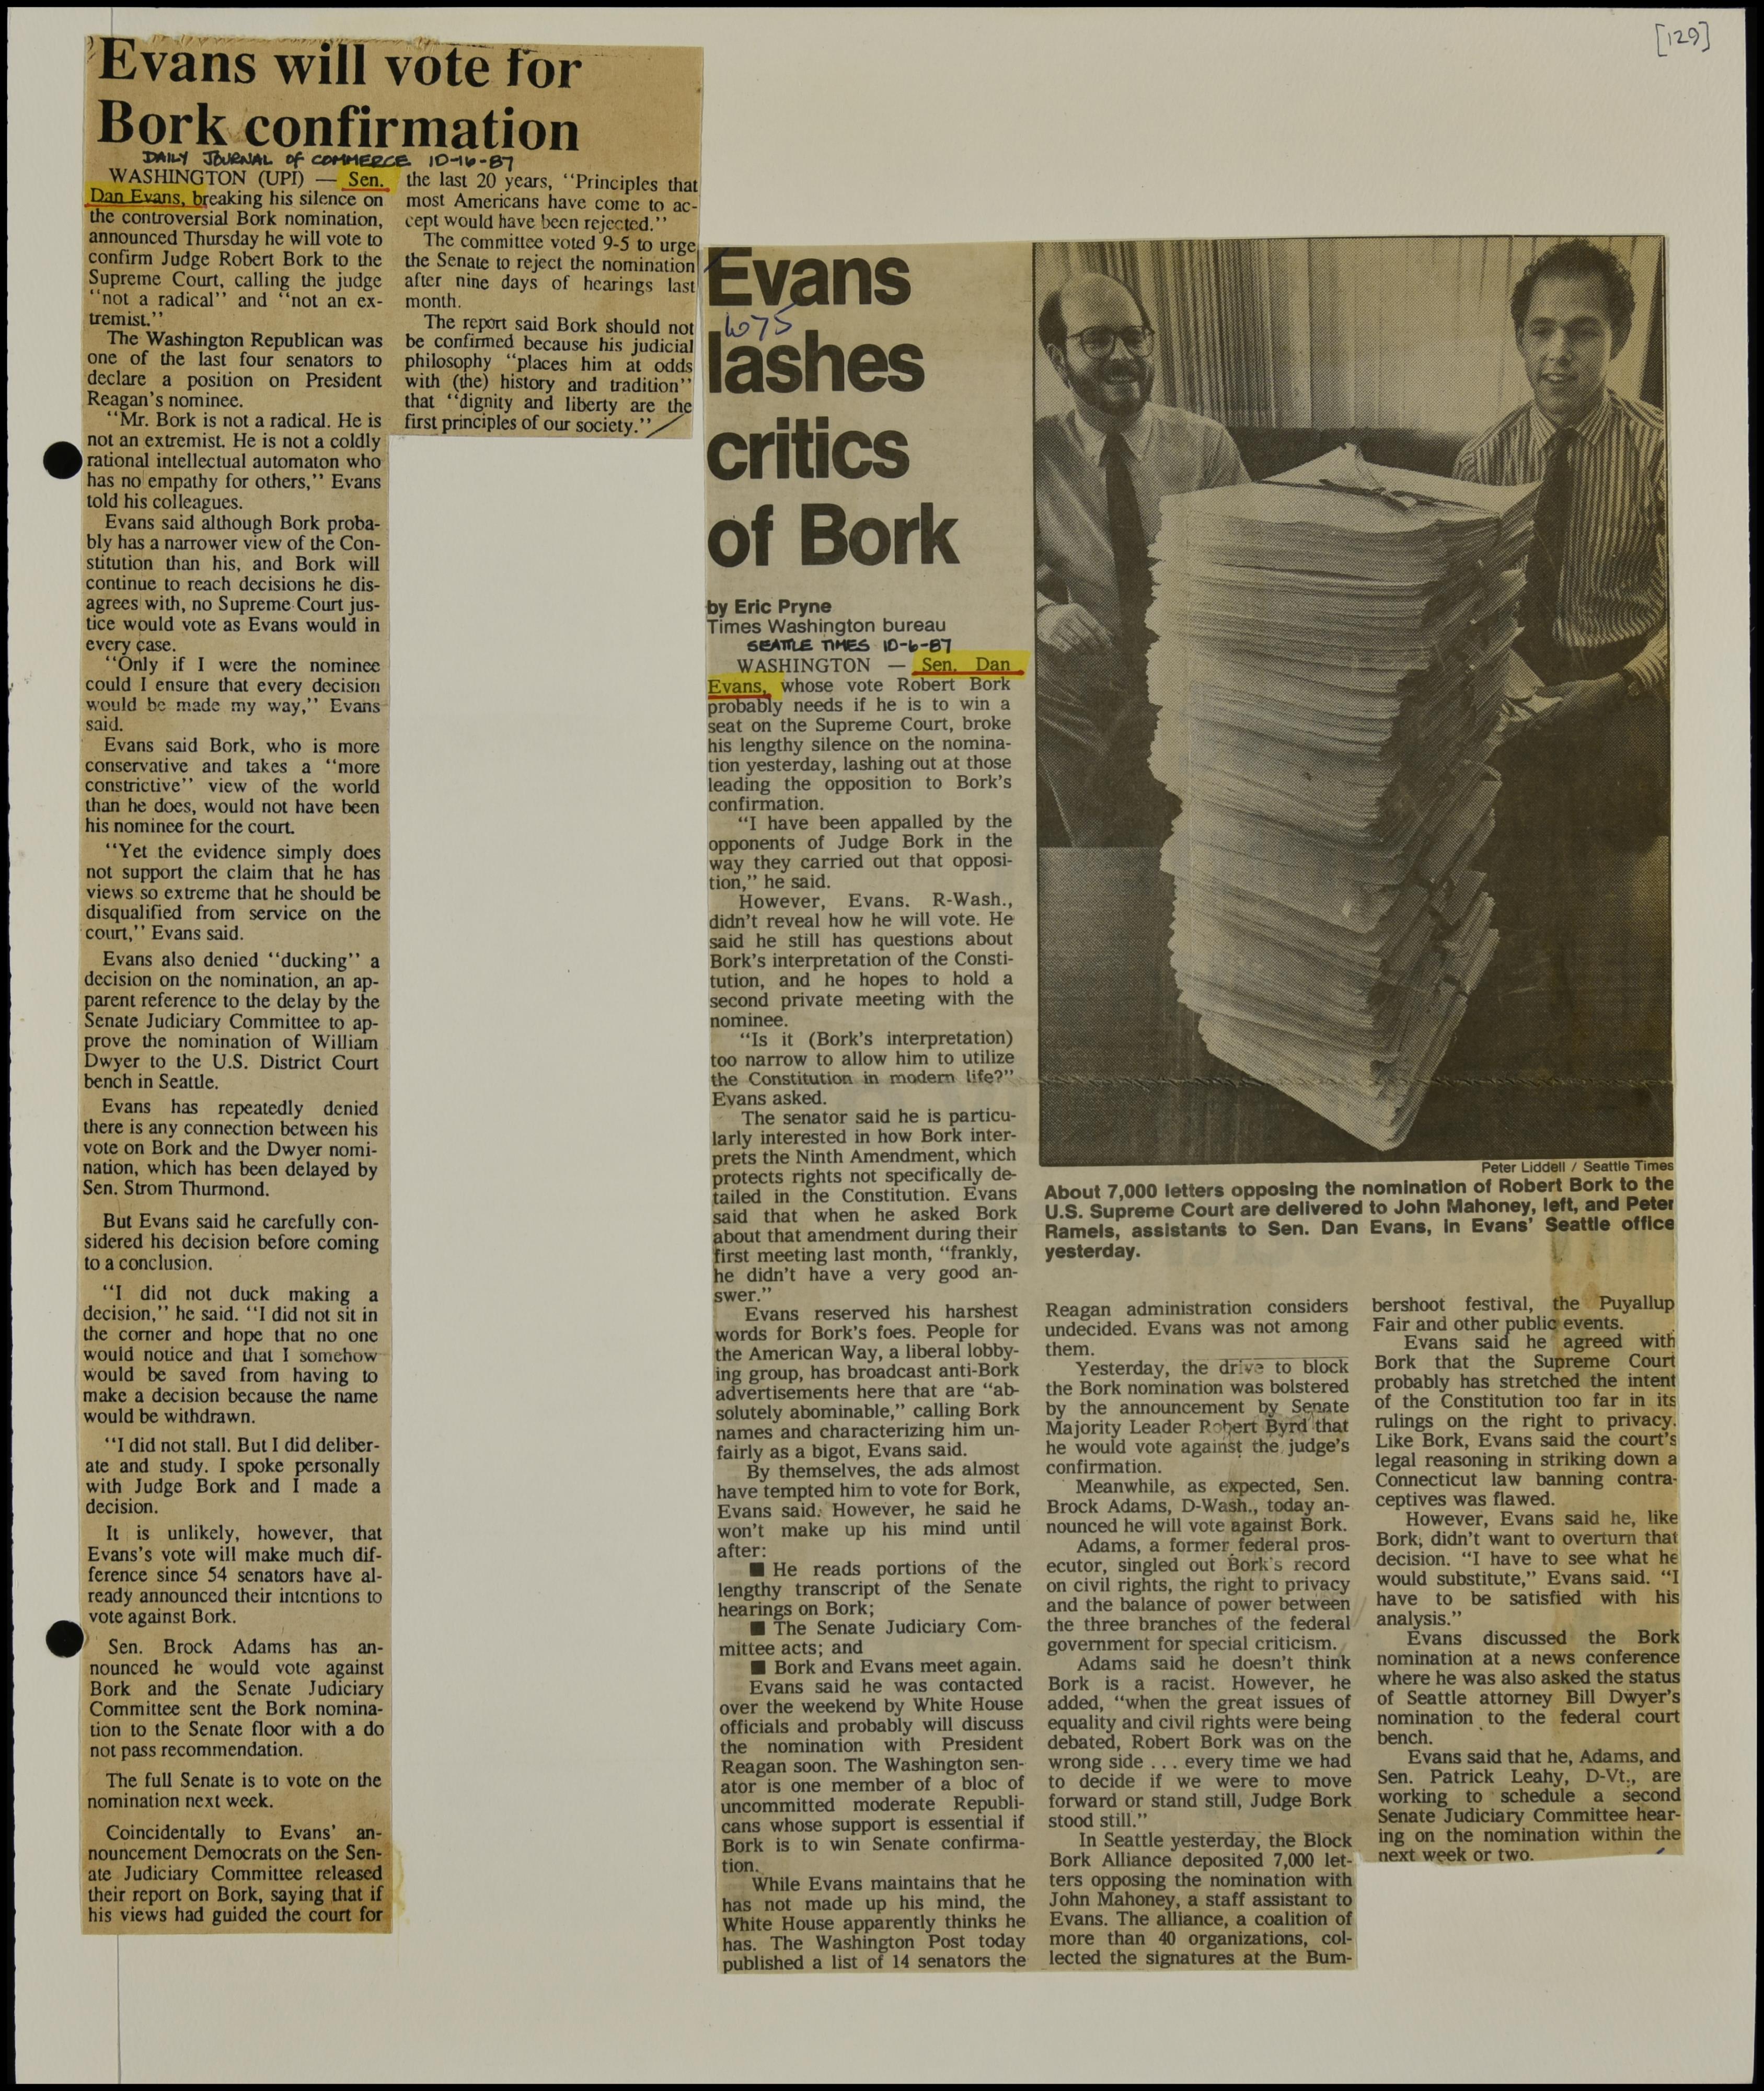 [129]
Evans will vote for
Bork confirmation
DAILY JOURNAL of COMMERCE 10-16-87
WASHINGTON (UPI) — Sen.
Dan Evans, breaking his silence on
the controversial Bork nomination,
announced Thursday he will vote to
confirm Judge Robert Bork to the
Supreme Court, calling the judge
‘‘not a radical’’ and ‘‘not an ex-
tremist.’’
The Washington Republican was
one of the last four senators to
declare a position on President
Reagan's nominee.
‘‘Mr. Bork is not a radical. He is
not an extremist. He is not a coldly
rational intellectual automaton who
has no empathy for others,’’ Evans
told his colleagues.
Evans said although Bork proba-
bly has a narrower view of the Con-
stitution than his, and Bork will
continue to reach decisions he dis-
agrees with, no Supreme Court jus-
tice would vote as Evans would in
every case.
‘‘Only if I were the nominee
could I ensure that every decision
would be made my way,’’ Evans
said.
Evans said Bork, who is more
conservative and takes a ‘‘more
constrictive’’ view of the world
than he does, would not have been
his nominee for the court.
‘‘Yet the evidence simply does
not support the claim that he has
views so extreme that he should be
disqualified from service on the
court,’’ Evans said.
Evans also denied ‘‘ducking’’ a
decision on the nomination, an ap-
parent reference to the delay by the
Senate Judiciary Committee to ap-
prove the nomination of William
Dwyer to the U.S. District Court
bench in Seattle.
Evans has repeatedly denied
there is any connection between his
vote on Bork and the Dwyer nomi-
nation, which has been delayed by
Sen. Strom Thurmond.
But Evans said he carefully con-
sidered his decision before coming
to a conclusion.
‘‘I did not duck making a
decision,’’ he said. ‘‘I did not sit in
the corner and hope that no one
would notice and that I somehow
would be saved from having to
make a decision because the name
would be withdrawn.
‘‘I did not stall. But I did deliber-
ate and study. I spoke personally
with Judge Bork and I made a
decision.
It is unlikely, however, that
Evans's vote will make much dif-
ference since 54 senators have al-
ready announced their intentions to
vote against Bork.
Sen. Brock Adams has an-
nounced he would vote against
Bork and the Senate Judiciary
Committee sent the Bork nomina-
tion to the Senate floor with a do
not pass recommendation.
The full Senate is to vote on the
nomination next week.
Coincidentally to Evans' an-
nouncement Democrats on the Sen-
ate Judiciary Committee released
their report on Bork, saying that if
his views had guided the court for
the last 20 years, ‘‘Principles that
most Americans have come to ac-
cept would have been rejected.’’
The committee voted 9-5 to urge
the Senate to reject the nomination
after nine days of hearings last
month.
The report said Bork should not
be confirmed because his judicial
philosophy ‘‘places him at odds
with (the) history and tradition’’
that ‘‘dignity and liberty are the
first principles of our society.’’
Evans
lashes
critics
of Bork
by Eric Pryne
Times Washington bureau
SEATTLE TIMES 10-6-87
WASHINGTON — Sen. Dan
Evans, whose vote Robert Bork
probably needs if he is to win a
seat on the Supreme Court, broke
his lengthy silence on the nomina-
tion yesterday, lashing out at those
leading the opposition to Bork's
confirmation.
“I have been appalled by the
opponents of Judge Bork in the
way they carried out that opposi-
tion,” he said.
However, Evans. R-Wash.,
didn't reveal how he will vote. He
said he still has questions about
Bork's interpretation of the Consti-
tution, and he hopes to hold a
second private meeting with the
nominee.
“Is it (Bork's interpretation)
too narrow to allow him to utilize
the Constitution in modern life?”
Evans asked.
The senator said he is particu-
larly interested in how Bork inter-
prets the Ninth Amendment, which
protects rights not specifically de-
tailed in the Constitution. Evans
said that when he asked Bork
about that amendment during their
first meeting last month, “frankly,
he didn't have a very good an-
swer.”
Evans reserved his harshest
words for Bork's foes. People for
the American Way, a liberal lobby-
ing group, has broadcast anti-Bork
advertisements here that are “ab-
solutely abominable,” calling Bork
names and characterizing him un-
fairly as a bigot, Evans said.
By themselves, the ads almost
have tempted him to vote for Bork,
Evans said. However, he said he
won't make up his mind until
after:
■ He reads portions of the
lengthy transcript of the Senate
hearings on Bork;
■ The Senate Judiciary Com-
mittee acts; and
■ Bork and Evans meet again.
Evans said he was contacted
over the weekend by White House
officials and probably will discuss
the nomination with President
Reagan soon. The Washington sen-
ator is one member of a bloc of
uncommitted moderate Republi-
cans whose support is essential if
Bork is to win Senate confirma-
tion.
While Evans maintains that he
has not made up his mind, the
White House apparently thinks he
has. The Washington Post today
published a list of 14 senators the
Peter Liddell / Seattle Times
About 7,000 letters opposing the nomination of Robert Bork to the
U.S. Supreme Court are delivered to John Mahoney, left, and Peter
Ramels, assistants to Sen. Dan Evans, in Evans' Seattle office
yesterday.
Reagan administration considers
undecided. Evans was not among
them.
Yesterday, the drive to block
the Bork nomination was bolstered
by the announcement by Senate
Majority Leader Robert Byrd that
he would vote against the judge's
confirmation.
Meanwhile, as expected, Sen.
Brock Adams, D-Wash., today an-
nounced he will vote against Bork.
Adams, a former federal pros-
ecutor, singled out Bork's record
on civil rights, the right to privacy
and the balance of power between
the three branches of the federal
government for special criticism.
Adams said he doesn't think
Bork is a racist. However, he
added, “when the great issues of
equality and civil rights were being
debated, Robert Bork was on the
wrong side . . . every time we had
to decide if we were to move
forward or stand still, Judge Bork
stood still.”
In Seattle yesterday, the Block
Bork Alliance deposited 7,000 let-
ters opposing the nomination with
John Mahoney, a staff assistant to
Evans. The alliance, a coalition of
more than 40 organizations, col-
lected the signatures at the Bum-
bershoot festival, the Puyallup
Fair and other public events.
Evans said he agreed with
Bork that the Supreme Court
probably has stretched the intent
of the Constitution too far in its
rulings on the right to privacy.
Like Bork, Evans said the court's
legal reasoning in striking down a
Connecticut law banning contra-
ceptives was flawed.
However, Evans said he, like
Bork, didn't want to overturn that
decision. “I have to see what he
would substitute,” Evans said. “I
have to be satisfied with his
analysis.”
Evans discussed the Bork
nomination at a news conference
where he was also asked the status
of Seattle attorney Bill Dwyer's
nomination to the federal court
bench.
Evans said that he, Adams, and
Sen. Patrick Leahy, D-Vt., are
working to schedule a second
Senate Judiciary Committee hear-
ing on the nomination within the
next week or two.